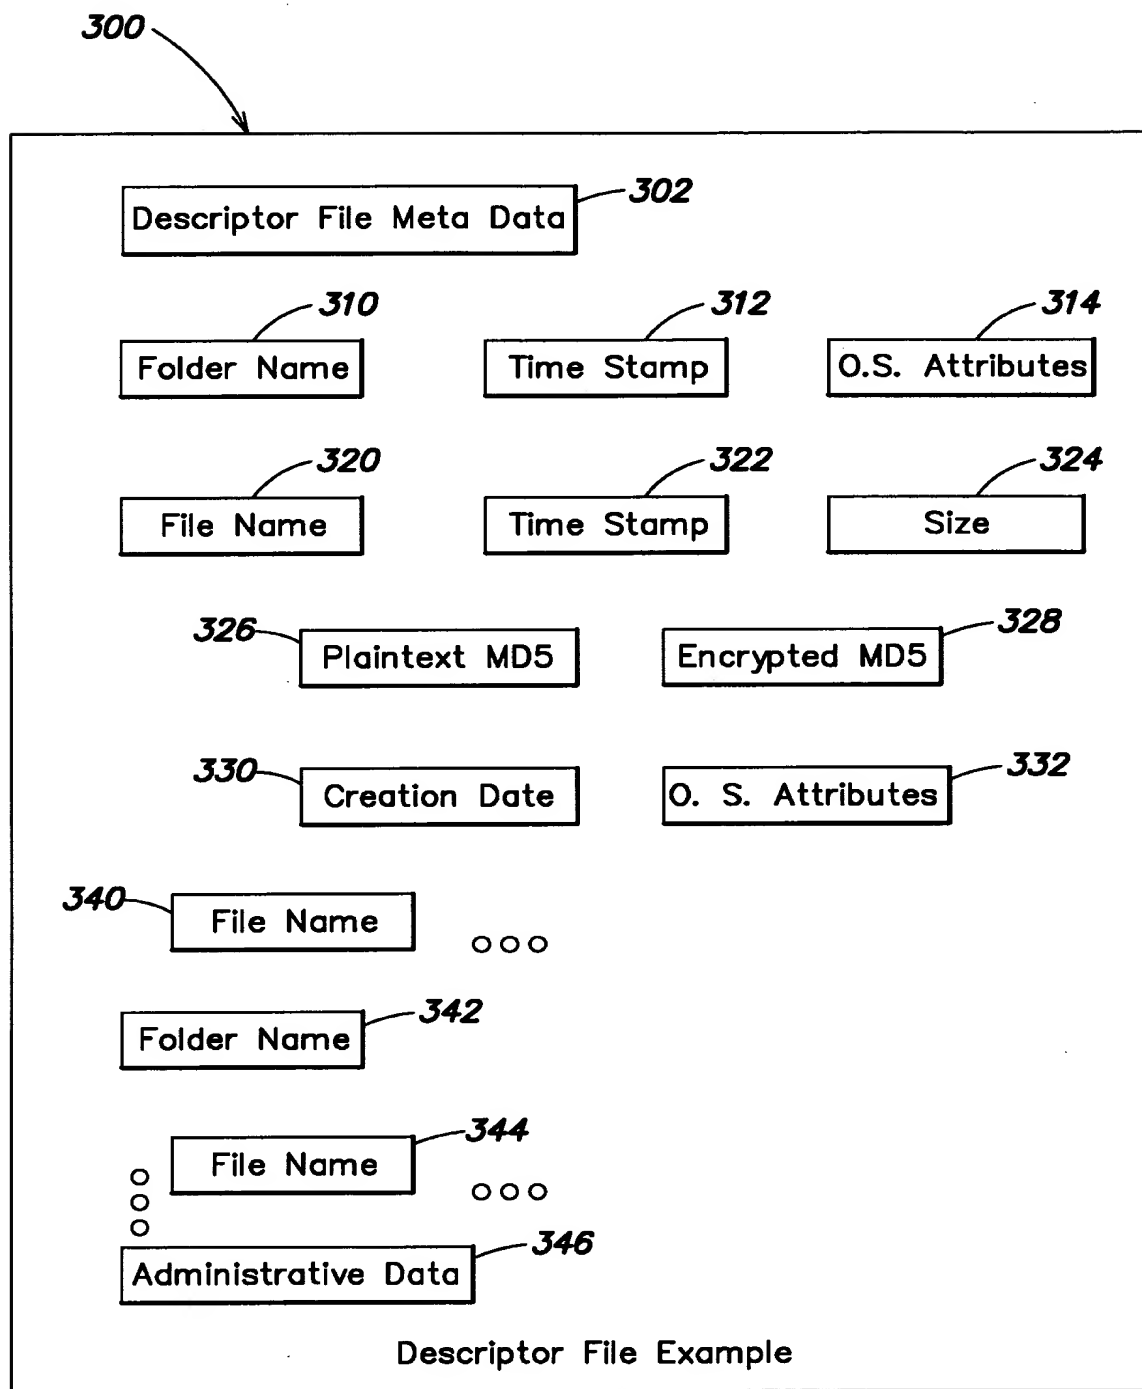 300
302
Descriptor File Meta Data
310 312 314
Folder Name Time Stamp O.S. Attributes
320 322 324
File Name Time Stamp Size
326 Plaintext MD5 Encrypted MD5 328
330 Creation Date O. S. Attributes 332
340 File Name
Folder Name 342
File Name 344
346
Administrative Data
Descriptor File Example